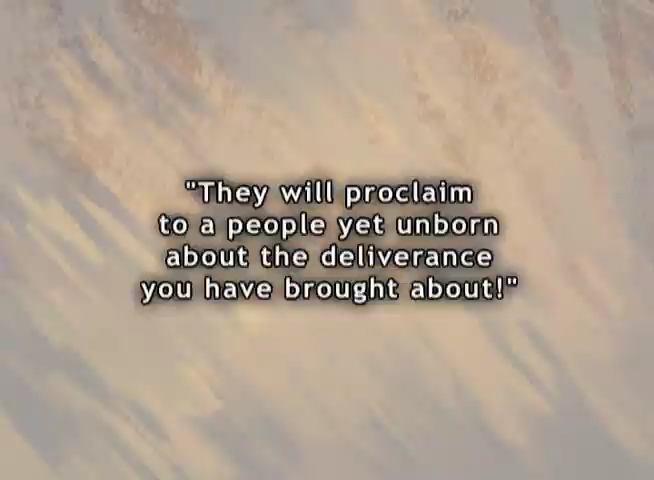 "They will proclaim
to a people yet unborn
about the deliverance
you have brought about!"